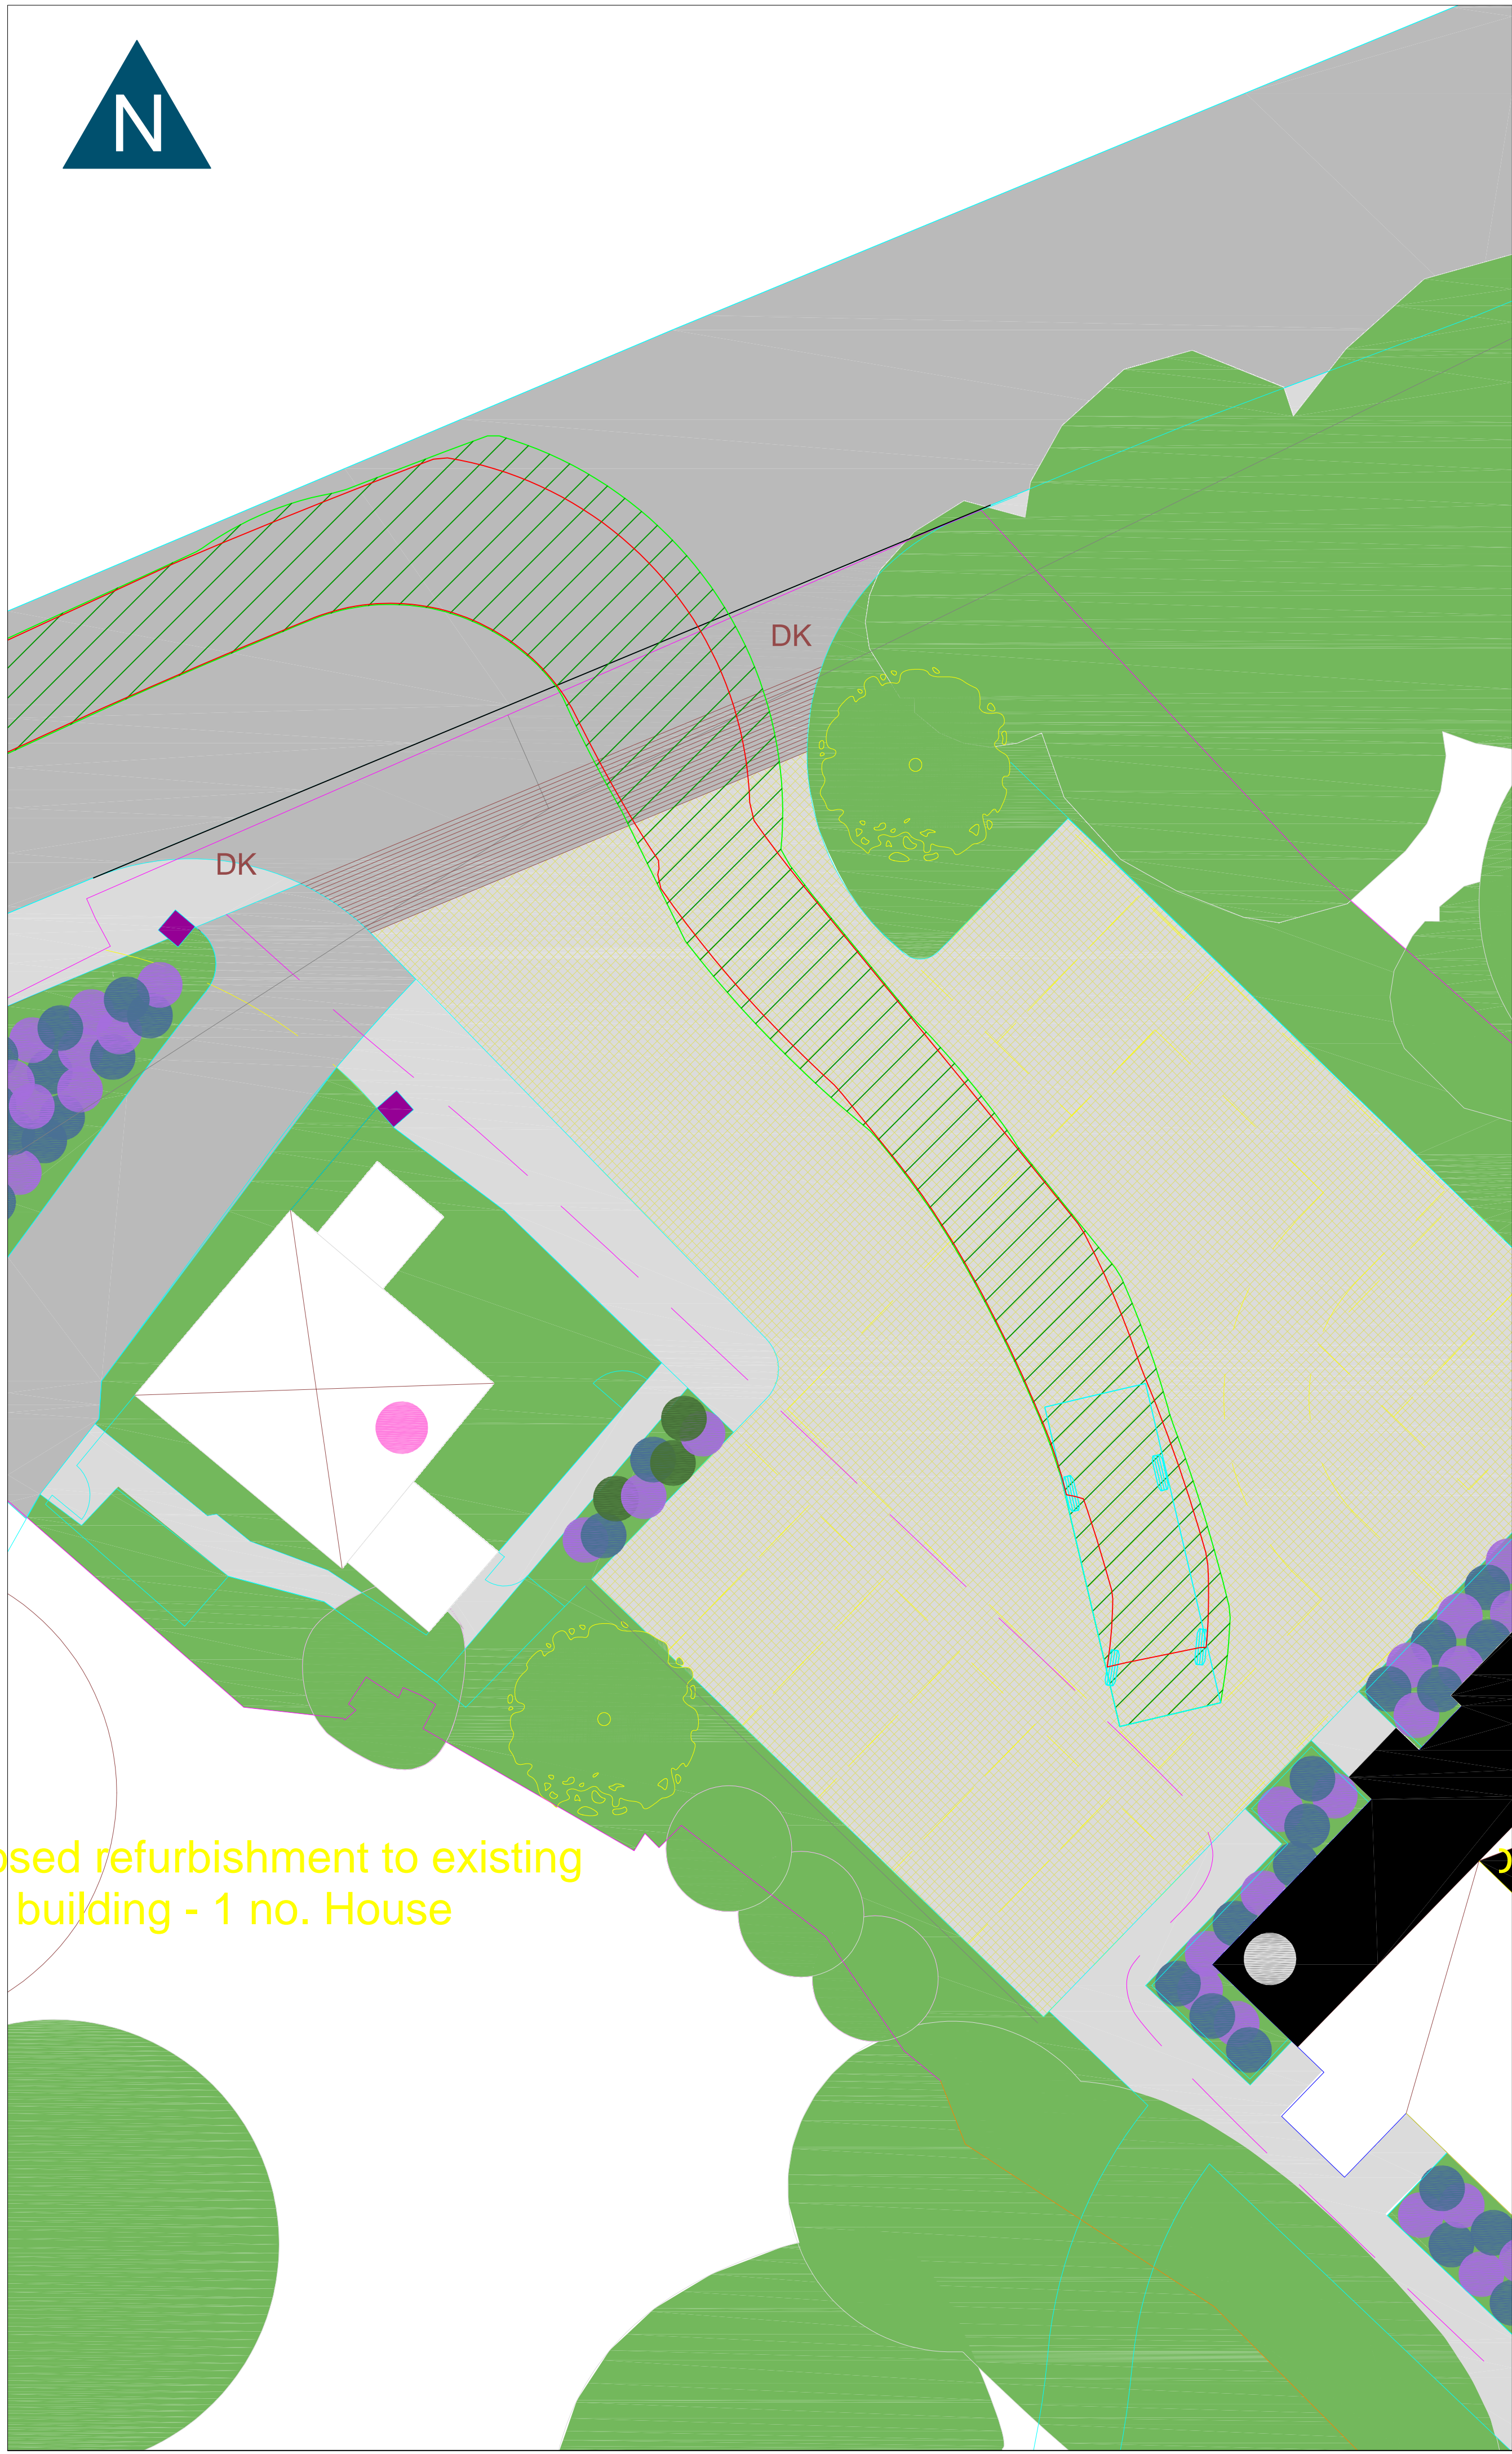 N
DK
DK
osed refurbishment to existing
building - 1 no. House